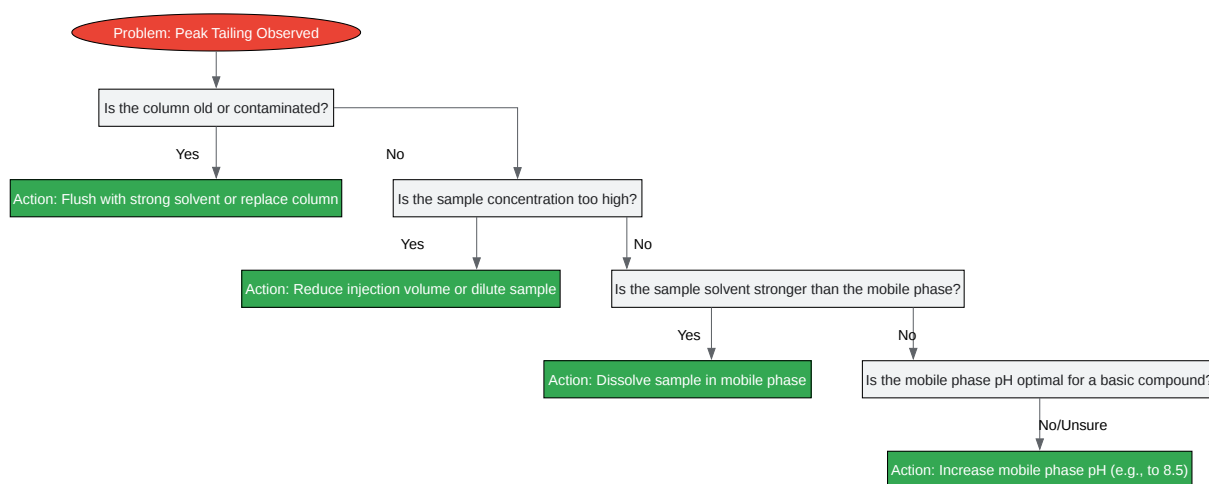 Problem: Peak Tailing Observed
Is the column old or contaminated?
Yes
No
Action: Flush with strong solvent or replace column
Is the sample concentration too high?
Yes
No
Action: Reduce injection volume or dilute sample
Is the sample solvent stronger than the mobile phase?
Yes
No
Action: Dissolve sample in mobile phase
Is the mobile phase pH optimal for a basic compound?
No/Unsure
Action: Increase mobile phase pH (e.g., to 8.5)